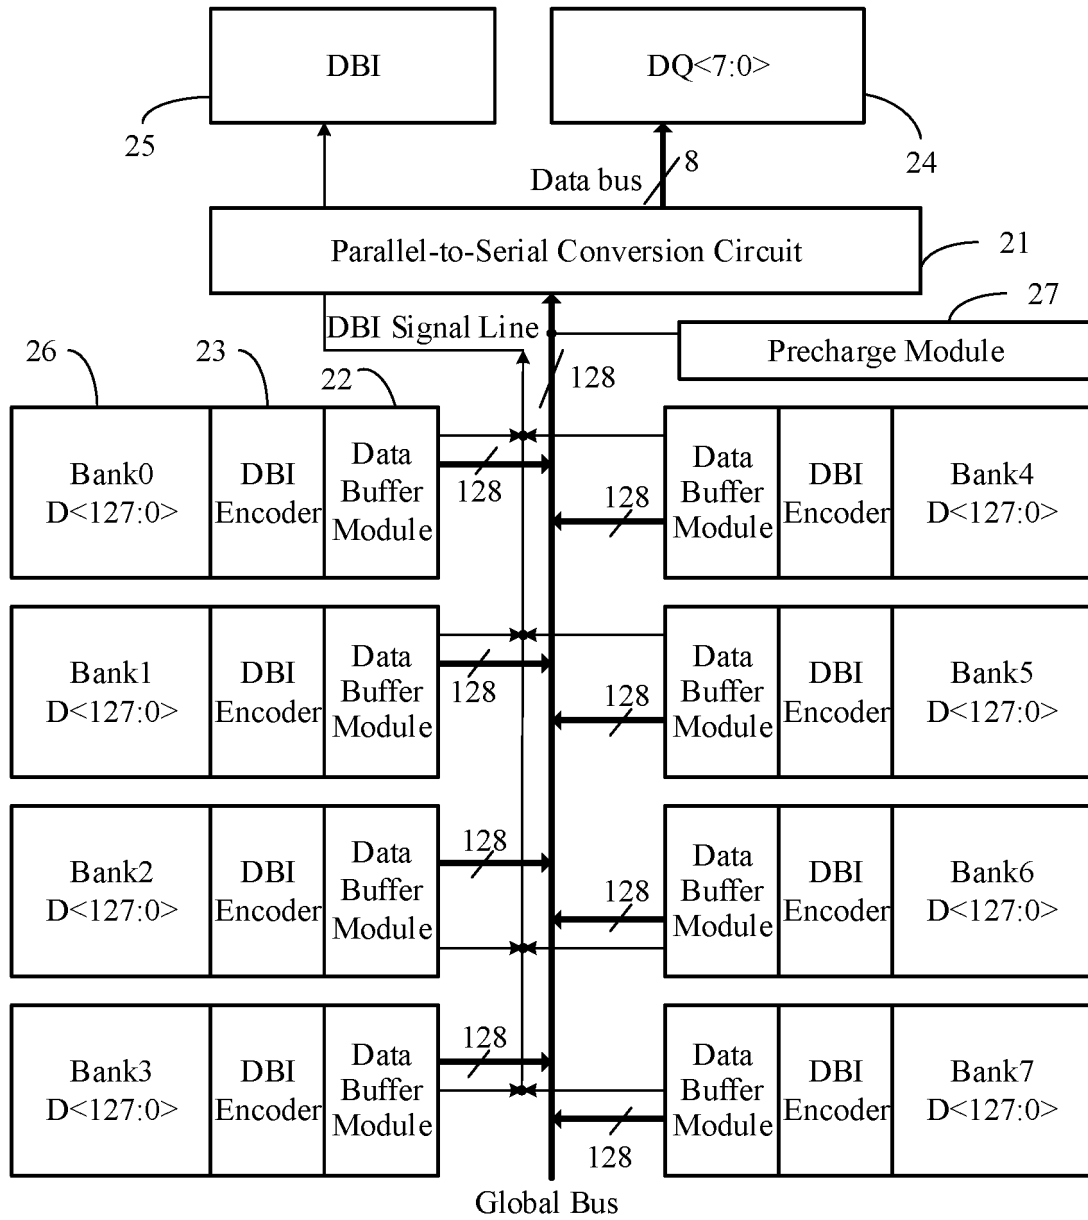 DBI
DQ<7:0>
25
24
8
Data bus
Parallel-to-Serial Conversion Circuit
21
27
DBI Signal Line
Precharge Module
26
23
22
128
Bank0
D<127:0>
DBI
Encoder
Data
Buffer
Module
128
128
Data
Buffer
Module
DBI
Encoder
Bank4
D<127:0>
Bank1
D<127:0>
DBI
Encoder
Data
Buffer
Module
128
128
Data
Buffer
Module
DBI
Encoder
Bank5
D<127:0>
Bank2
D<127:0>
DBI
Encoder
Data
Buffer
Module
128
128
Data
Buffer
Module
DBI
Encoder
Bank6
D<127:0>
Bank3
D<127:0>
DBI
Encoder
Data
Buffer
Module
128
128
Data
Buffer
Module
DBI
Encoder
Bank7
D<127:0>
Global Bus